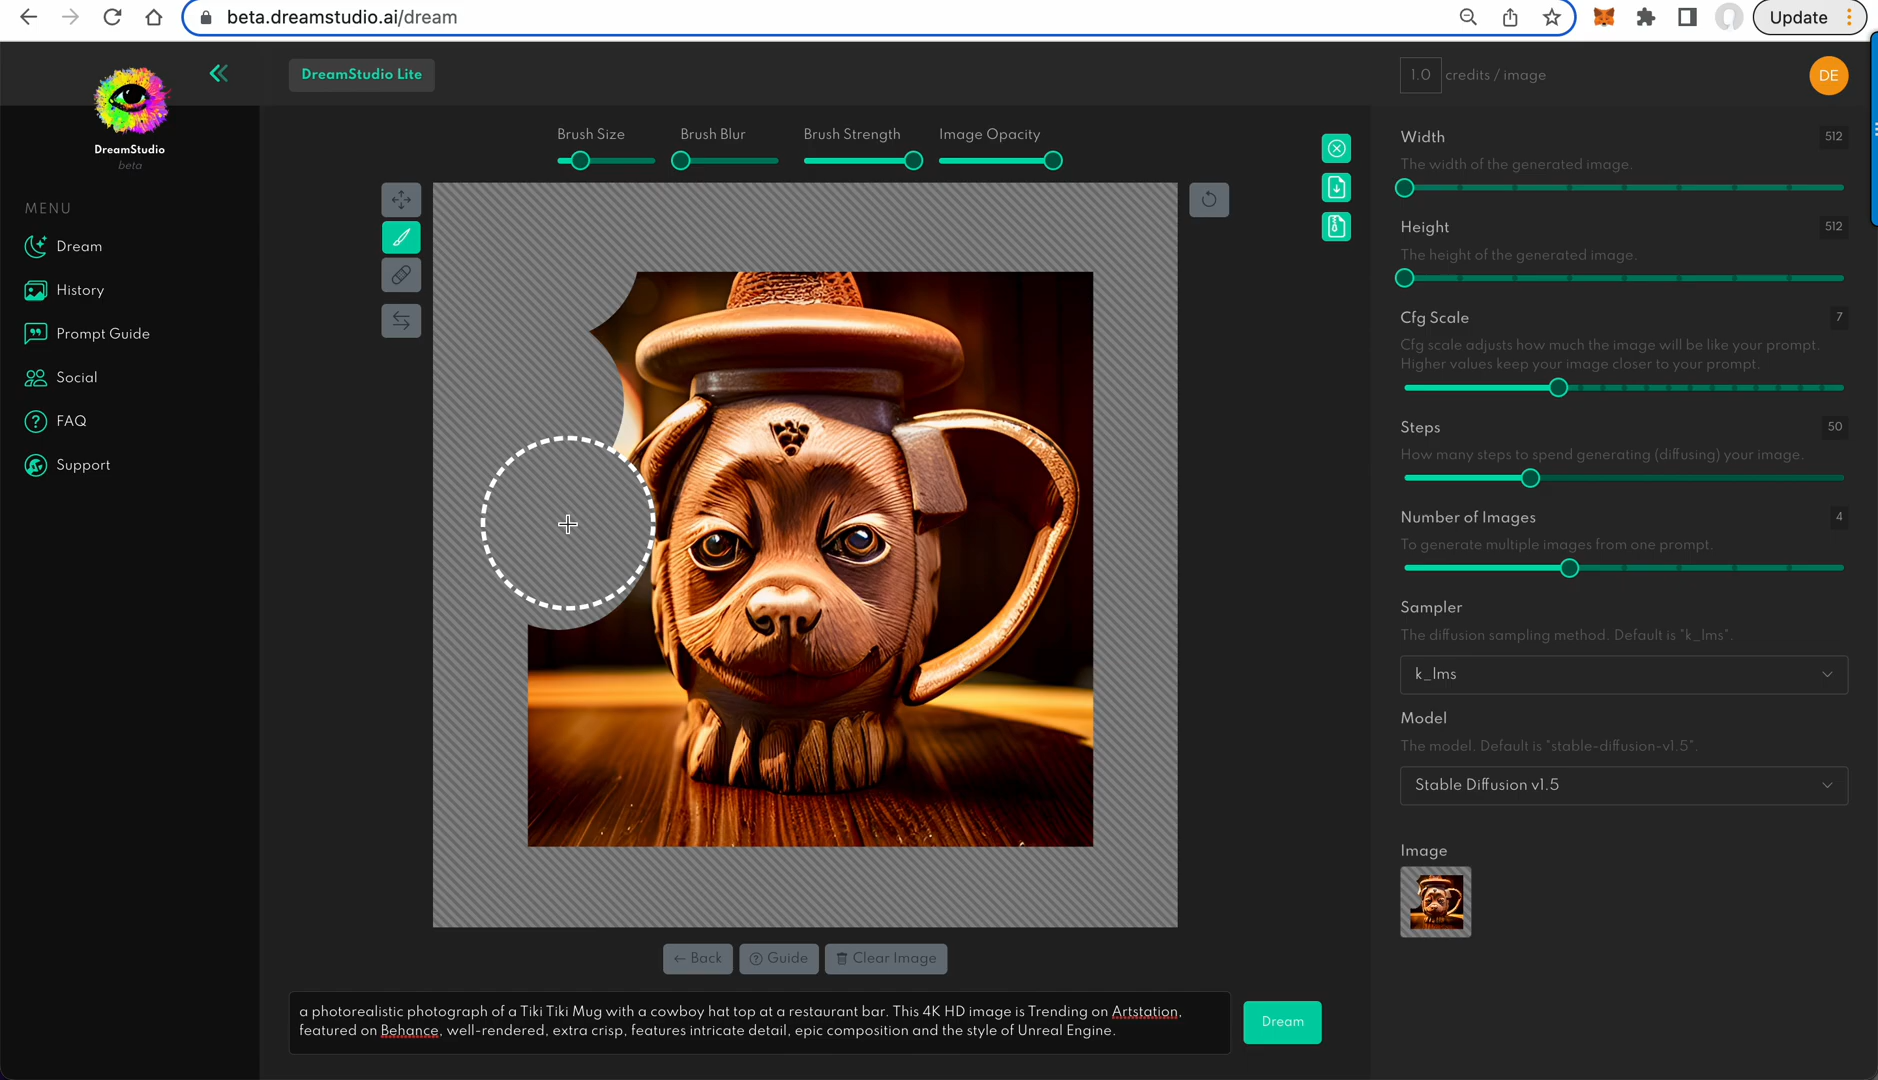 beta.dreamstudio.ai/dream
Update
DreamStudio
beta
DreamStudio Lite
1.0 credits / image
DE
MENU
Dream
History
Prompt Guide
Social
FAQ
Support
Brush Size
Brush Blur
Brush Strength
Image Opacity
Width
512
The width of the generated image.
Height
512
The height of the generated image.
Cfg Scale
7
Cfg scale adjusts how much the image will be like your prompt.
Higher values keep your image closer to your prompt.
Steps
50
How many steps to spend generating (diffusing) your image.
Number of Images
4
To generate multiple images from one prompt.
Sampler
The diffusion sampling method. Default is "k_lms".
k_lms
Model
The model. Default is "stable-diffusion-v1.5".
Stable Diffusion v1.5
Image
← Back
Guide
Clear Image
a photorealistic photograph of a Tiki Tiki Mug with a cowboy hat top at a restaurant bar. This 4K HD image is Trending on Artstation,
featured on Behance, well-rendered, extra crisp, features intricate detail, epic composition and the style of Unreal Engine.
Dream